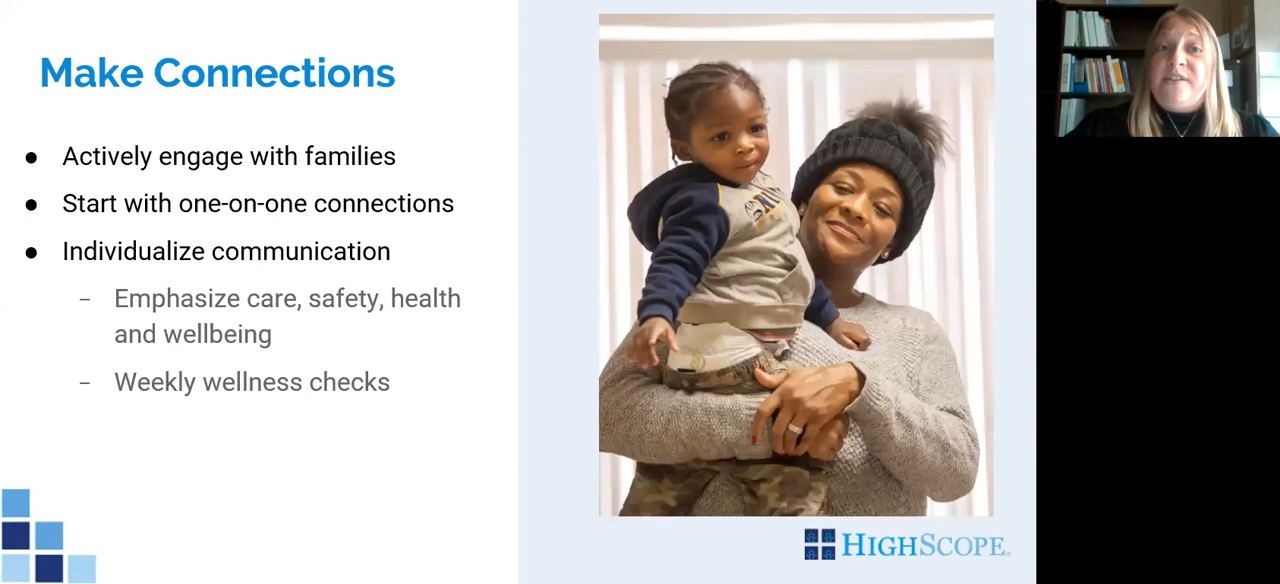 Make Connections
● Actively engage with families
● Start with one-on-one connections
● Individualize communication
– Emphasize care, safety, health
and wellbeing
– Weekly wellness checks
HIGHSCOPE®